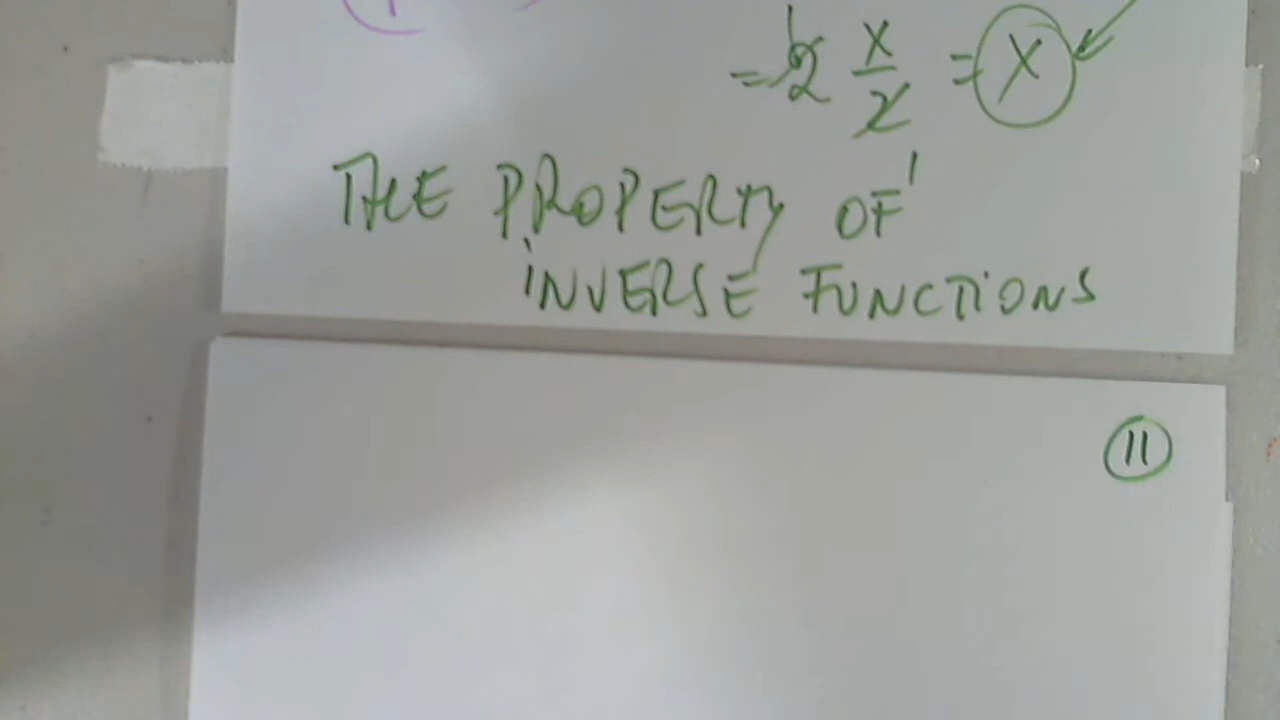 = 2 x/2 = x
THE PROPERTY OF
INVERSE FUNCTIONS
11